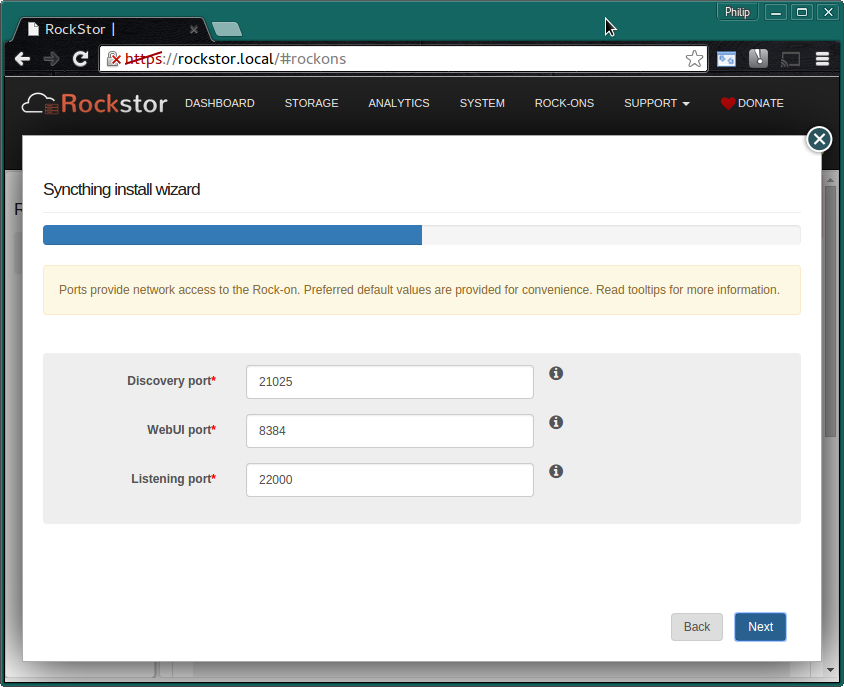 Philip
RockStor |
https://rockstor.local/#rockons
Rockstor DASHBOARD STORAGE ANALYTICS SYSTEM ROCK-ONS SUPPORT DONATE
R
Syncthing install wizard
Ports provide network access to the Rock-on. Preferred default values are provided for convenience. Read tooltips for more information.
Discovery port* 21025
WebUI port* 8384
Listening port* 22000
Back Next